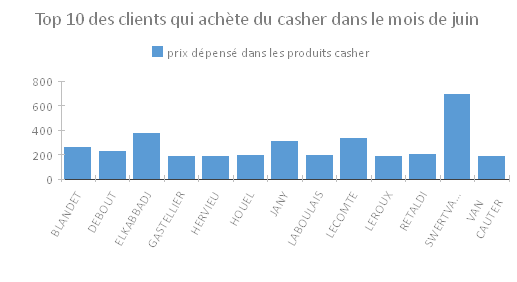 Top 10 des clients qui achète du casher dans le mois de juin
prix dépensé dans les produits casher
800
600
400
200
0
BLANDET
DEBOUT
ELKABBADJ
GASTELLIER
HERVIEU
HOUEL
JANY
LABOULAIS
LECOMTE
LEROUX
RETALDI
SWERTVA...
VAN
CAUTER